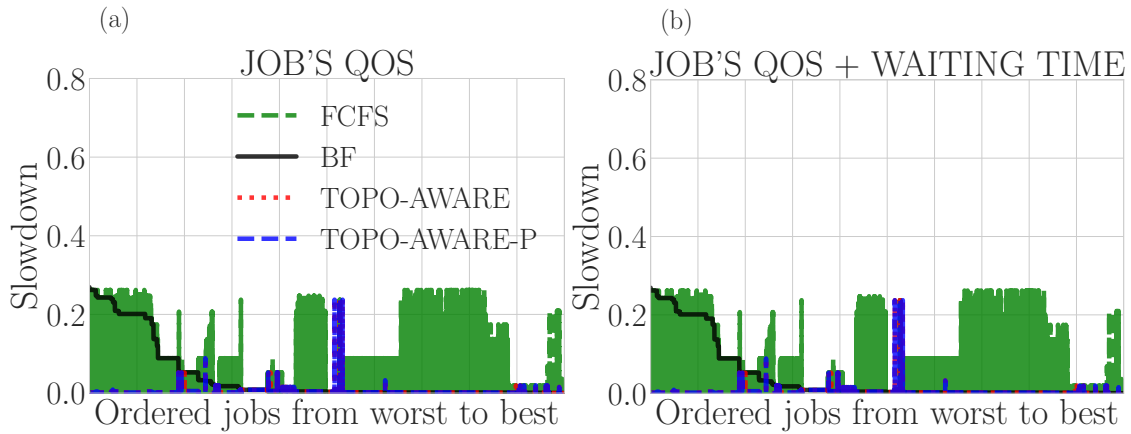 (a)
JOB'S QOS
0.8
0.6
0.4
0.2
0.0
Slowdown
FCFS
BF
TOPO-AWARE
TOPO-AWARE-P
Ordered jobs from worst to best
(b)
JOB'S QOS + WAITING TIME
0.8
0.6
0.4
0.2
0.0
Slowdown
Ordered jobs from worst to best